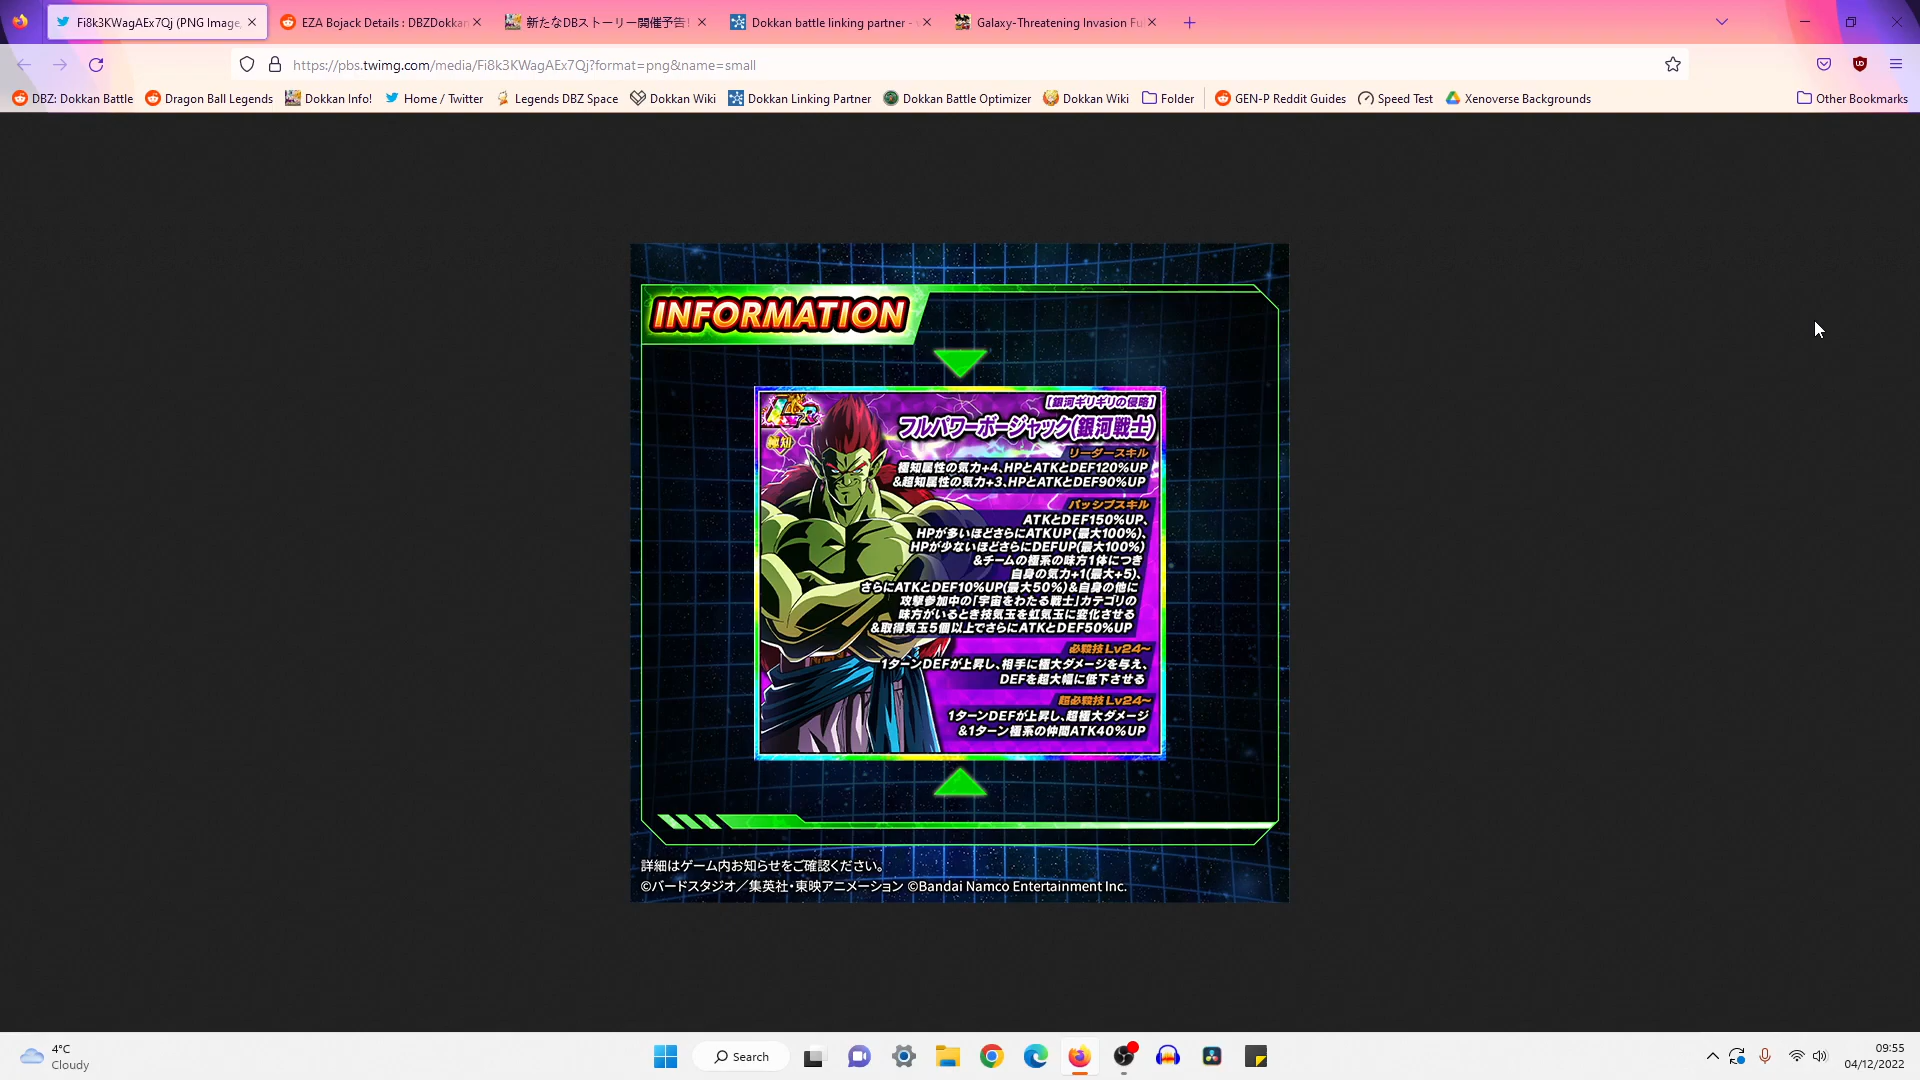 Fi8k3KWagAEx7Qj (PNG Image,
EZA Bojack Details : DBZDokkan
新たなDBストーリー開催予告!
Dokkan battle linking partner -
Galaxy-Threatening Invasion Fu
https://pbs.twimg.com/media/Fi8k3KWagAEx7Qj?format=png&name=small
DBZ: Dokkan Battle
Dragon Ball Legends
Dokkan Info!
Home / Twitter
Legends DBZ Space
Dokkan Wiki
Dokkan Linking Partner
Dokkan Battle Optimizer
Dokkan Wiki
Folder
GEN-P Reddit Guides
Speed Test
Xenoverse Backgrounds
Other Bookmarks
INFORMATION
LR
極知
【銀河ギリギリの侵略】
フルパワーボージャック(銀河戦士)
リーダースキル
極知属性の気力+4、HPとATKとDEF120%UP
&超知属性の気力+3、HPとATKとDEF90%UP
パッシブスキル
ATKとDEF150%UP、
HPが多いほどさらにATKUP(最大100%)、
HPが少ないほどさらにDEFUP(最大100%)
&チームの極系の味方1体につき
自身の気力+1(最大+5)、
さらにATKとDEF10%UP(最大50%)&自身の他に
攻撃参加中の「宇宙をわたる戦士」カテゴリの
味方がいるとき技気玉を虹気玉に変化させる
&取得気玉5個以上でさらにATKとDEF50%UP
必殺技Lv24~
1ターンDEFが上昇し、相手に極大ダメージを与え、
DEFを超大幅に低下させる
超必殺技Lv24~
1ターンDEFが上昇し、超極大ダメージ
&1ターン極系の仲間ATK40%UP
詳細はゲーム内お知らせをご確認ください。
©バードスタジオ／集英社・東映アニメーション ©Bandai Namco Entertainment Inc.
4°C
Cloudy
Search
09:55
04/12/2022